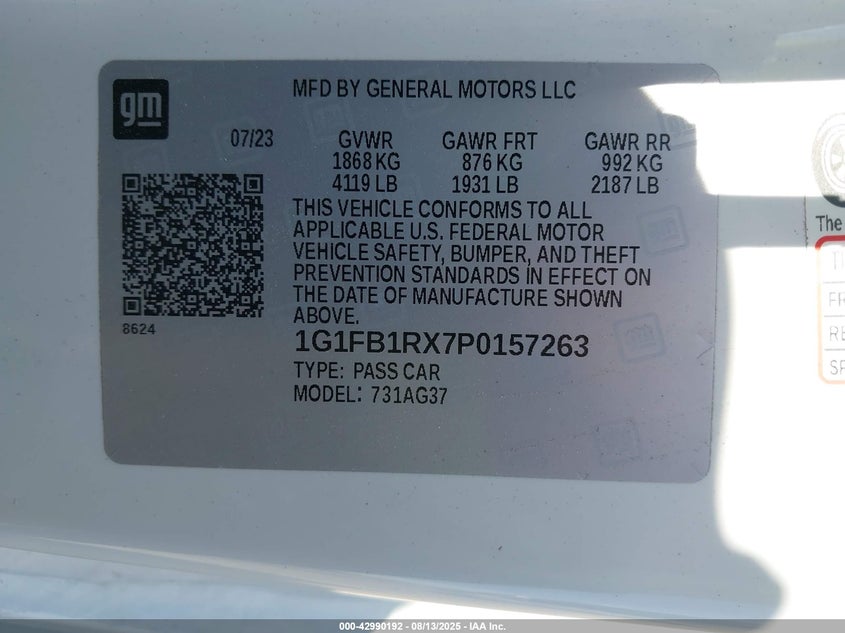 gm
MFD BY GENERAL MOTORS LLC
07/23 GVWR GAWR FRT GAWR RR
1868 KG 876 KG 992 KG
4119 LB 1931 LB 2187 LB
THIS VEHICLE CONFORMS TO ALL
APPLICABLE U.S. FEDERAL MOTOR
VEHICLE SAFETY, BUMPER, AND THEFT
PREVENTION STANDARDS IN EFFECT ON
THE DATE OF MANUFACTURE SHOWN
ABOVE.
8624
1G1FB1RX7P0157263
TYPE: PASS CAR
MODEL: 731AG37
The
000-42990192 - 08/13/2025 - IAA Inc.